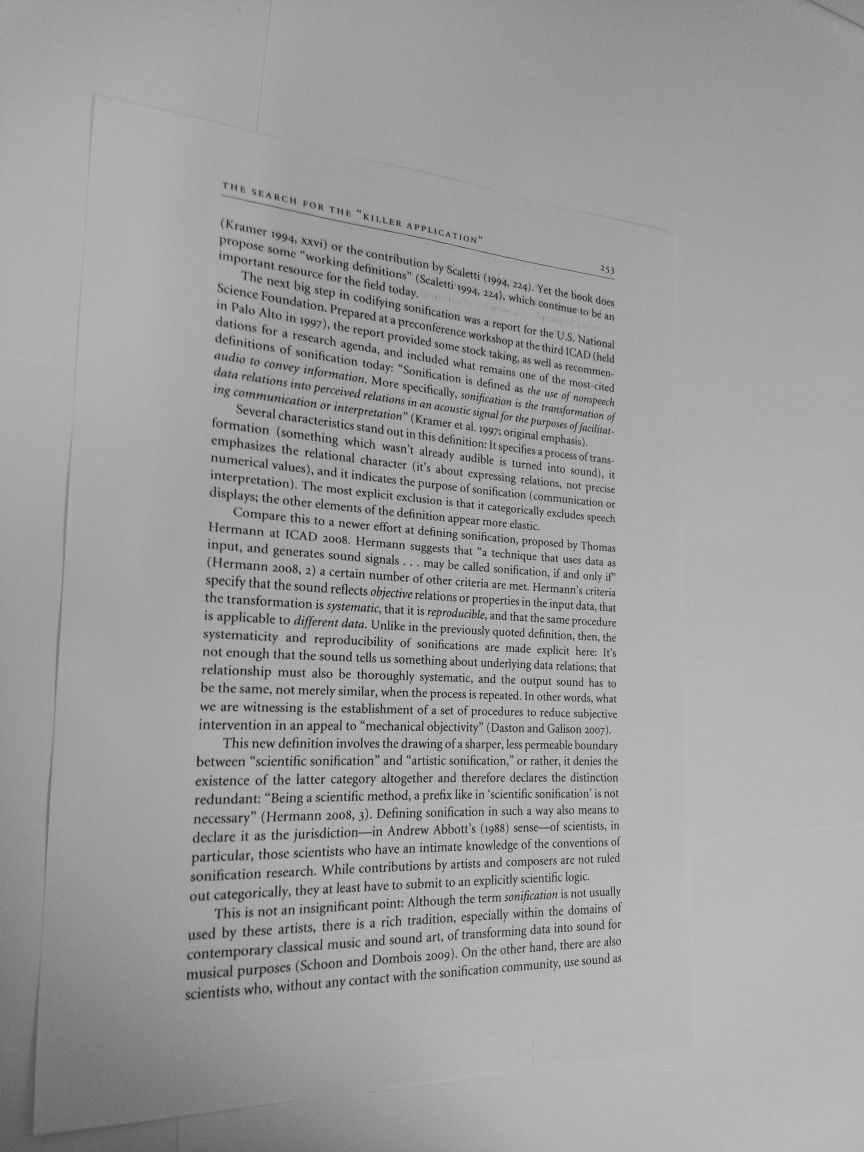 THE SEARCH FOR THE "KILLER APPLICATION"
253
(Kramer 1994, xxvi) or the contribution by Scaletti (1994, 224). Yet the book does
propose some "working definitions" (Scaletti 1994, 224), which continue to be an
important resource for the field today.
The next big step in codifying sonification was a report for the U.S. National
Science Foundation. Prepared at a preconference workshop at the third ICAD (held
in Palo Alto in 1997), the report provided some stock taking, as well as recommen-
dations for a research agenda, and included what remains one of the most-cited
definitions of sonification today: "Sonification is defined as the use of nonspeech
audio to convey information. More specifically, sonification is the transformation of
data relations into perceived relations in an acoustic signal for the purposes of facilitat-
ing communication or interpretation" (Kramer et al. 1997; original emphasis).
Several characteristics stand out in this definition: It specifies a process of trans-
formation (something which wasn't already audible is turned into sound), it
emphasizes the relational character (it's about expressing relations, not precise
numerical values), and it indicates the purpose of sonification (communication or
interpretation). The most explicit exclusion is that it categorically excludes speech
displays; the other elements of the definition appear more elastic.
Compare this to a newer effort at defining sonification, proposed by Thomas
Hermann at ICAD 2008. Hermann suggests that "a technique that uses data as
input, and generates sound signals . . . may be called sonification, if and only if"
(Hermann 2008, 2) a certain number of other criteria are met. Hermann's criteria
specify that the sound reflects objective relations or properties in the input data, that
the transformation is systematic, that it is reproducible, and that the same procedure
is applicable to different data. Unlike in the previously quoted definition, then, the
systematicity and reproducibility of sonifications are made explicit here: It's
not enough that the sound tells us something about underlying data relations; that
relationship must also be thoroughly systematic, and the output sound has to
be the same, not merely similar, when the process is repeated. In other words, what
we are witnessing is the establishment of a set of procedures to reduce subjective
intervention in an appeal to "mechanical objectivity" (Daston and Galison 2007).
This new definition involves the drawing of a sharper, less permeable boundary
between "scientific sonification" and "artistic sonification," or rather, it denies the
existence of the latter category altogether and therefore declares the distinction
redundant: "Being a scientific method, a prefix like in 'scientific sonification' is not
necessary" (Hermann 2008, 3). Defining sonification in such a way also means to
declare it as the jurisdiction—in Andrew Abbott's (1988) sense—of scientists, in
particular, those scientists who have an intimate knowledge of the conventions of
sonification research. While contributions by artists and composers are not ruled
out categorically, they at least have to submit to an explicitly scientific logic.
This is not an insignificant point: Although the term sonification is not usually
used by these artists, there is a rich tradition, especially within the domains of
contemporary classical music and sound art, of transforming data into sound for
musical purposes (Schoon and Dombois 2009). On the other hand, there are also
scientists who, without any contact with the sonification community, use sound as